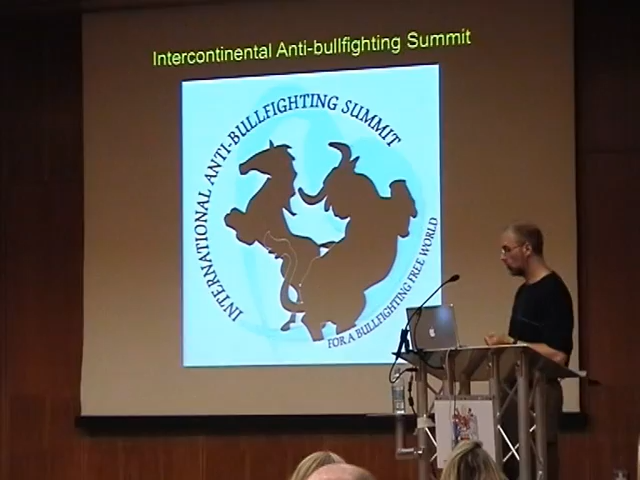 Intercontinental Anti-bullfighting Summit
INTERNATIONAL ANTI-BULLFIGHTING SUMMIT
FOR A BULLFIGHTING FREE WORLD